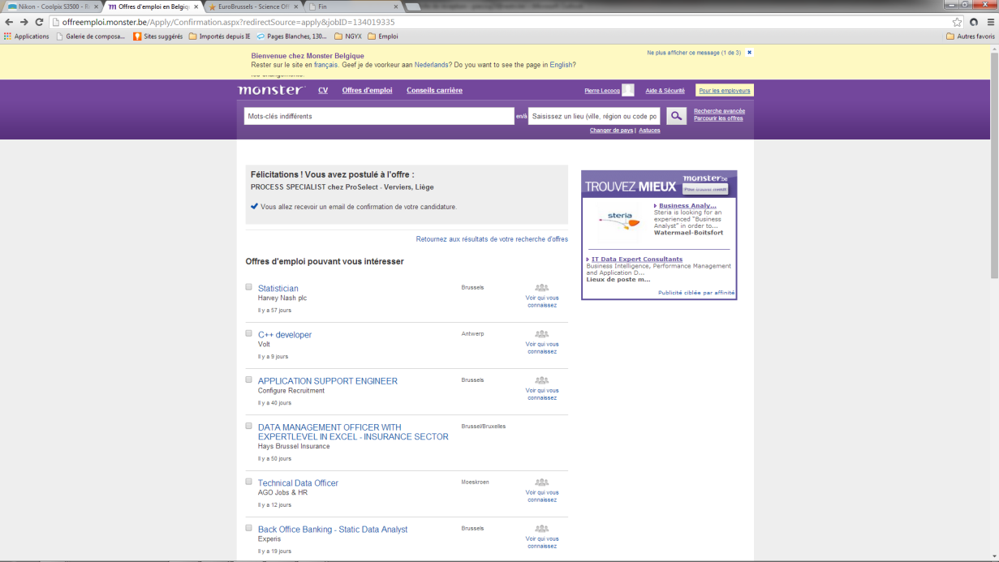 Nikon - Coolpix S3500 - R
Offres d'emploi en Belgiq
EuroBrussels - Science Off
Fin
offreemploi.monster.be/Apply/Confirmation.aspx?redirectSource=apply&jobID=134019335
Applications
Galerie de composa...
Sites suggérés
Importés depuis IE
Pages Blanches, 130...
NGYX
Emploi
Autres favoris
Bienvenue chez Monster Belgique
Ne plus afficher ce message (1 de 3)
Rester sur le site en français. Geef je de voorkeur aan Nederlands? Do you want to see the page in English?
monster
CV
Offres d'emploi
Conseils carrière
Pierre Lecocq
Aide & Sécurité
Pour les employeurs
Mots-clés indifférents
en/à
Saisissez un lieu (ville, région ou code po
Recherche avancée
Parcourir les offres
Changer de pays | Astuces
Félicitations ! Vous avez postulé à l'offre :
PROCESS SPECIALIST chez ProSelect - Verviers, Liège
Vous allez recevoir un email de confirmation de votre candidature.
Retournez aux résultats de votre recherche d'offres
Offres d'emploi pouvant vous intéresser
Statistician
Harvey Nash plc
Il y a 57 jours
Brussels
Voir qui vous
connaissez
C++ developer
Volt
Il y a 9 jours
Antwerp
Voir qui vous
connaissez
APPLICATION SUPPORT ENGINEER
Configure Recruitment
Il y a 40 jours
Brussels
Voir qui vous
connaissez
DATA MANAGEMENT OFFICER WITH
EXPERTLEVEL IN EXCEL - INSURANCE SECTOR
Hays Brussel Insurance
Il y a 50 jours
Brussel/Bruxelles
Technical Data Officer
AGO Jobs & HR
Il y a 12 jours
Moeskroen
Voir qui vous
connaissez
Back Office Banking - Static Data Analyst
Experis
Il y a 19 jours
Brussels
Voir qui vous
connaissez
monster.be
TROUVEZ MIEUX
Pour trouver mieux
steria
Business Analy...
Steria is looking for an
experienced "Business
Analyst" in order to...
Watermael-Boitsfort
IT Data Expert Consultants
Business Intelligence, Performance Management
and Application D...
Lieux de poste m...
Publicité ciblée par affinité